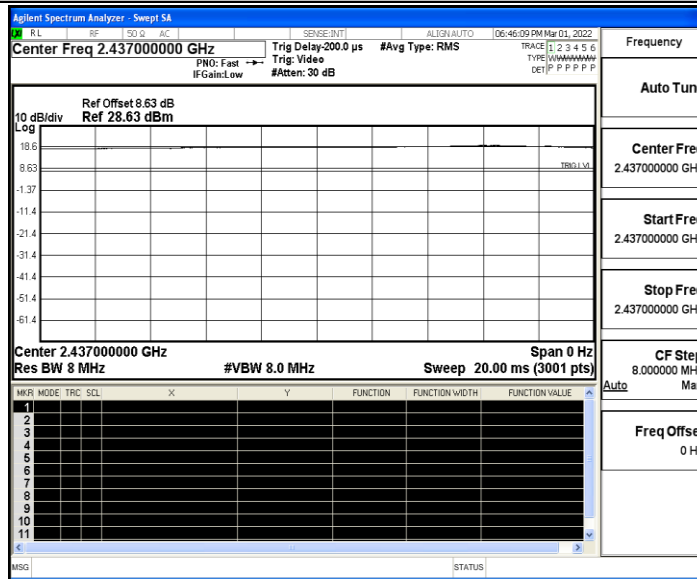 Agilent Spectrum Analyzer - Swept SA
RL RF 50 Ω AC SENSE:INT ALIGN AUTO 06:46:09 PM Mar 01, 2022
Center Freq 2.437000000 GHz
PNO: Fast
IFGain:Low
Trig Delay-200.0 µs
Trig: Video
#Atten: 30 dB
#Avg Type: RMS
TRACE 1 2 3 4 5 6
TYPE
DET P P P P P P
Ref Offset 8.63 dB
10 dB/div Ref 28.63 dBm
Log
18.6
8.63 TRIG LVL
-1.37
-11.4
-21.4
-31.4
-41.4
-51.4
-61.4
Center 2.437000000 GHz Span 0 Hz
Res BW 8 MHz #VBW 8.0 MHz Sweep 20.00 ms (3001 pts)
MKR MODE TRC SCL X Y FUNCTION FUNCTION WIDTH FUNCTION VALUE
1
2
3
4
5
6
7
8
9
10
11
MSG STATUS
Frequency
Auto Tun
Center Fre
2.437000000 GH
Start Fre
2.437000000 GH
Stop Fre
2.437000000 GH
CF Step
8.000000 MH
Auto Ma
Freq Offse
0 H